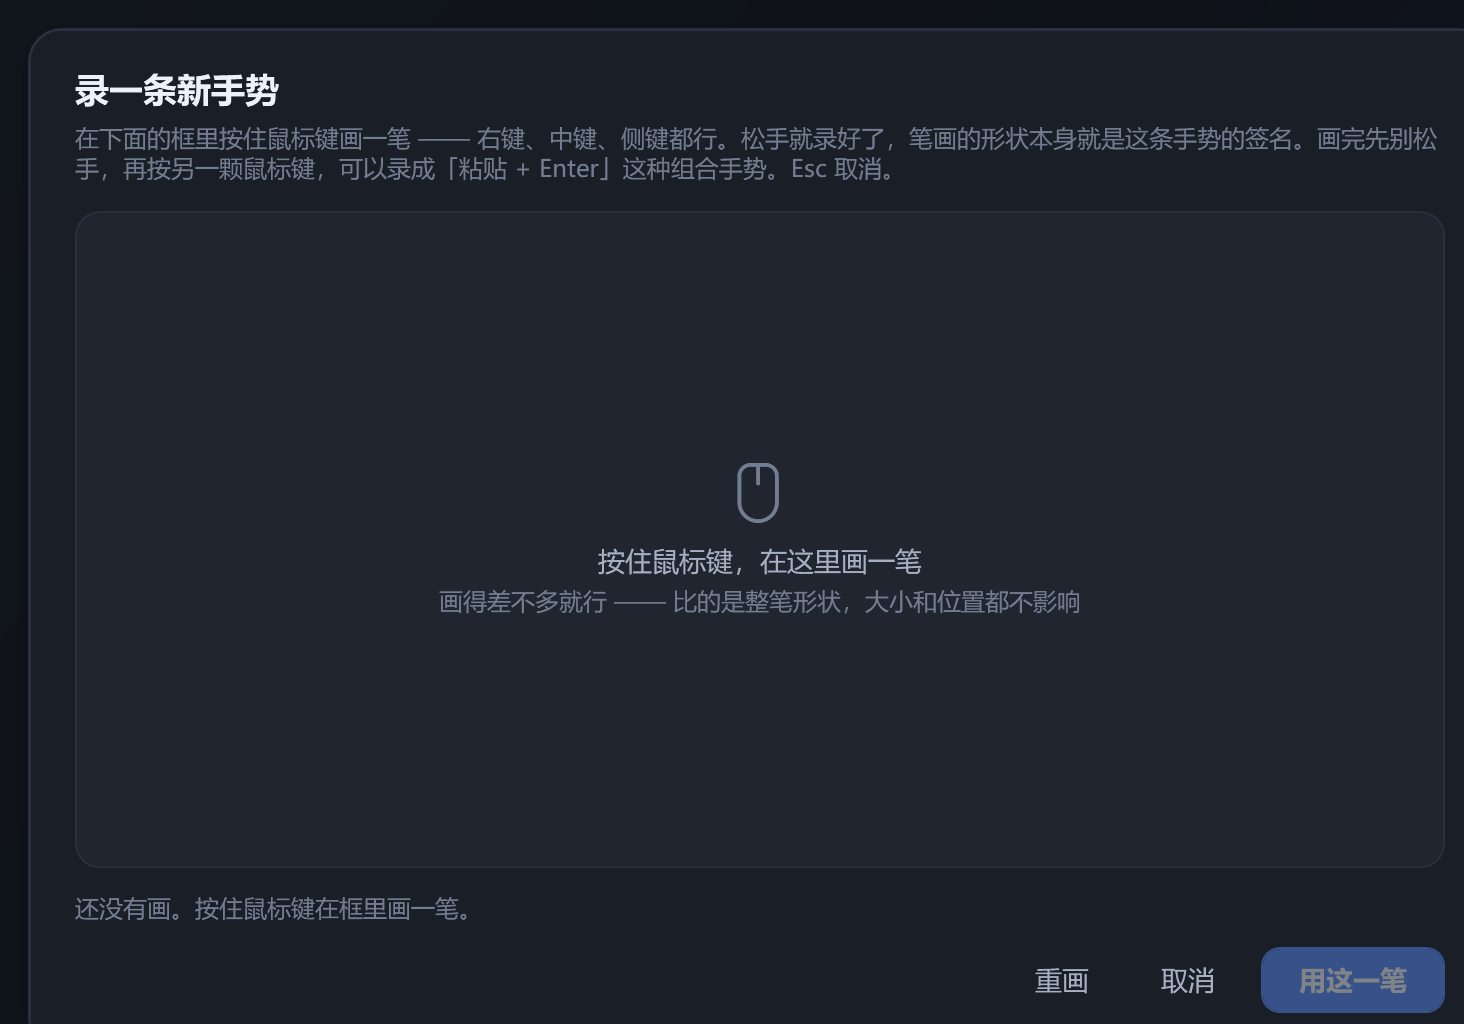 录一条新手势
在下面的框里按住鼠标键画一笔 —— 右键、中键、侧键都行。松手就录好了，笔画的形状本身就是这条手势的签名。画完先别松
手，再按另一颗鼠标键，可以录成「粘贴 + Enter」这种组合手势。Esc 取消。
按住鼠标键，在这里画一笔
画得差不多就行 —— 比的是整笔形状，大小和位置都不影响
还没有画。按住鼠标键在框里画一笔。
重画 取消 用这一笔